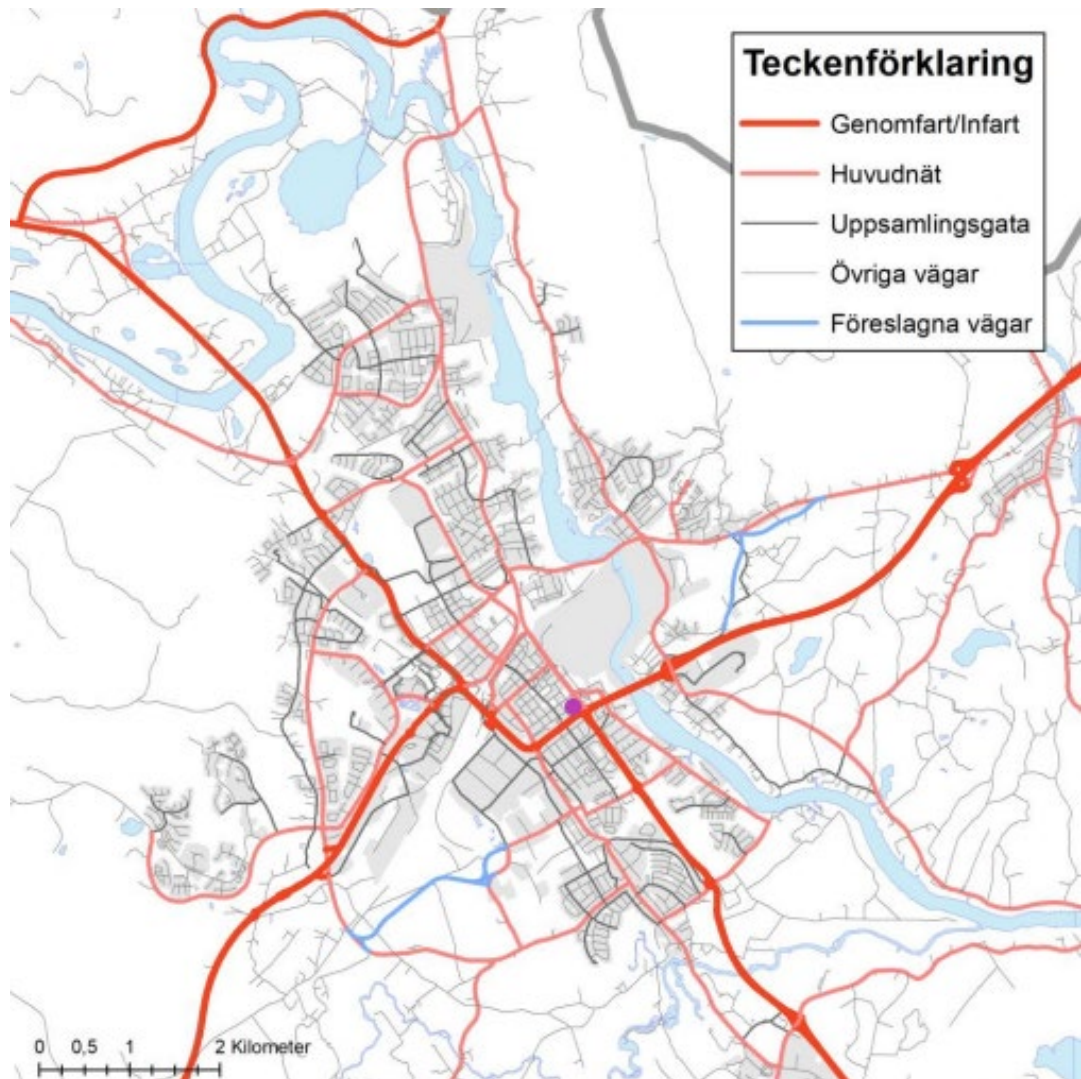 Teckenförklaring
Genomfart/Infart
Huvudnät
Uppsamlingsgata
Övriga vägar
Föreslagna vägar
0 0,5 1 2 Kilometer